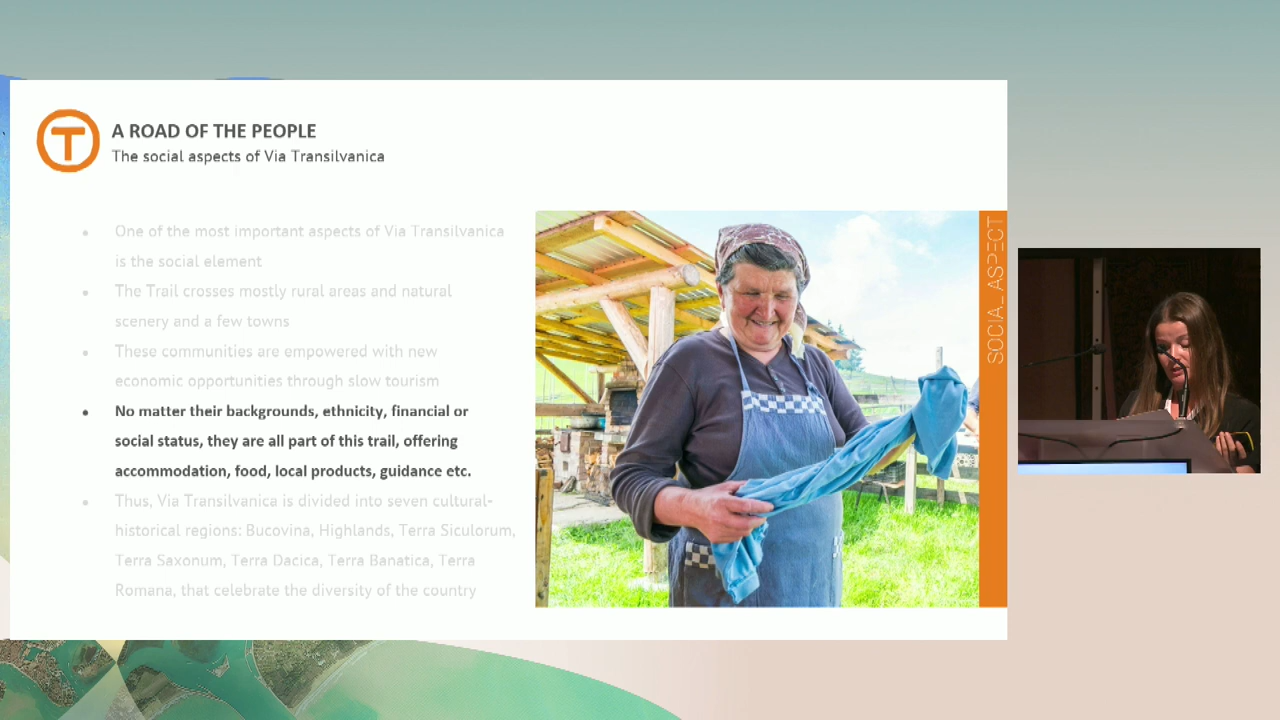 T
A ROAD OF THE PEOPLE
The social aspects of Via Transilvanica
• One of the most important aspects of Via Transilvanica
is the social element
• The Trail crosses mostly rural areas and natural
scenery and a few towns
• These communities are empowered with new
economic opportunities through slow tourism
• No matter their backgrounds, ethnicity, financial or
social status, they are all part of this trail, offering
accommodation, food, local products, guidance etc.
• Thus, Via Transilvanica is divided into seven cultural-
historical regions: Bucovina, Highlands, Terra Siculorum,
Terra Saxonum, Terra Dacica, Terra Banatica, Terra
Romana, that celebrate the diversity of the country
SOCIAL ASPECT